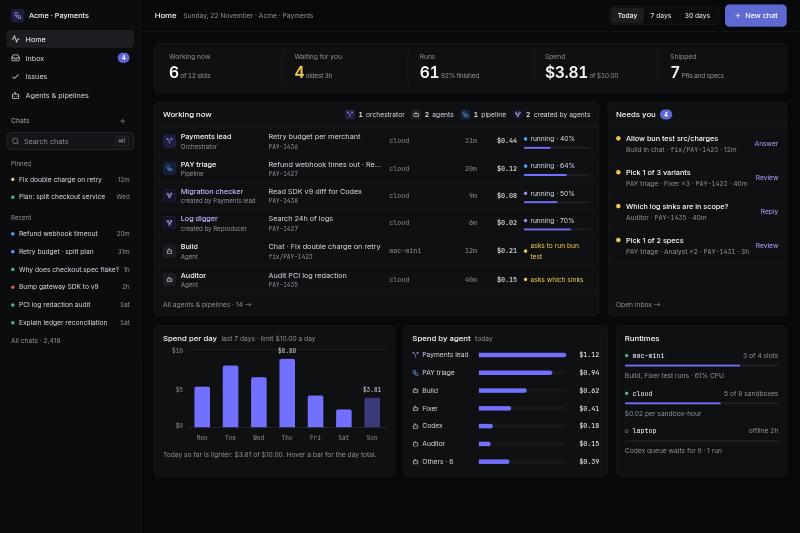 Acme · Payments
Home
Inbox
4
Issues
Agents & pipelines
Chats
+
Search chats
⌘K
Pinned
Fix double charge on retry 12m
Plan: split checkout service Wed
Recent
Refund webhook timeout 20m
Retry budget · split plan 31m
Why does checkout.spec flake? 1h
Bump gateway SDK to v9 2h
PCI log redaction audit Sat
Explain ledger reconciliation Sat
All chats · 2,418
Home Sunday, 22 November · Acme · Payments
Today 7 days 30 days
+ New chat
Working now
6 of 12 slots
Waiting for you
4 oldest 3h
Runs
61 92% finished
Spend
$3.81 of $10.00
Shipped
7 PRs and specs
Working now 1 orchestrator 2 agents 1 pipeline 2 created by agents
Payments lead Retry budget per merchant cloud 31m $0.44 running · 40%
Orchestrator PAY-1436
PAY triage Refund webhook times out · Re... cloud 20m $0.12 running · 64%
Pipeline PAY-1427
Migration checker Read SDK v9 diff for Codex cloud 9m $0.08 running · 50%
created by Payments lead PAY-1438
Log digger Search 24h of logs cloud 6m $0.02 running · 70%
created by Reproducer PAY-1427
Build Chat · Fix double charge on retry mac-mini 12m $0.21 asks to run bun test
Agent fix/PAY-1423
Auditor Audit PCI log redaction cloud 40m $0.15 asks which sinks
Agent PAY-1435
All agents & pipelines · 14 →
Needs you 4
Allow bun test src/charges
Build in chat · fix/PAY-1423 · 12m
Answer
Pick 1 of 3 variants
PAY triage · Fixer ×3 · PAY-1423 · 40m
Review
Which log sinks are in scope?
Auditor · PAY-1435 · 40m
Reply
Pick 1 of 2 specs
PAY triage · Analyst ×2 · PAY-1431 · 3h
Review
Open inbox →
Spend per day last 7 days · limit $10.00 a day
$10
$5
$0
$8.80
$3.81
Mon Tue Wed Thu Fri Sat Sun
Today so far is lighter: $3.81 of $10.00. Hover a bar for the day total.
Spend by agent today
Payments lead $1.12
PAY triage $0.94
Build $0.62
Fixer $0.41
Codex $0.18
Auditor $0.15
Others · 6 $0.39
Runtimes
mac-mini 3 of 4 slots
Build, Fixer test runs · 61% CPU
cloud 5 of 8 sandboxes
$0.02 per sandbox-hour
laptop offline 2h
Codex queue waits for it · 1 run